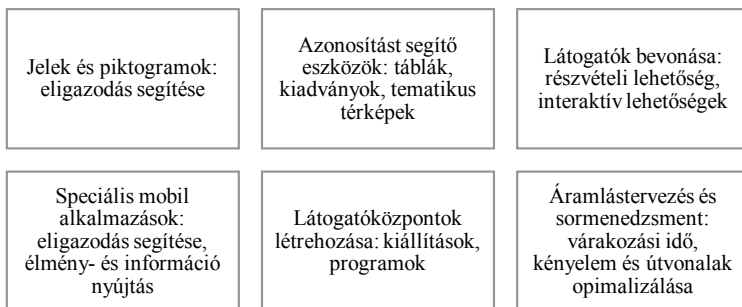 Jelek és piktogramok:
eligazodás segítése
Azonosítást segítő
eszközök: táblák,
kiadványok, tematikus
térképek
Látogatók bevonása:
részvételi lehetőség,
interaktív lehetőségek
Speciális mobil
alkalmazások:
eligazodás segítése,
élmény- és információ
nyújtás
Látogatóközpontok
létrehozása: kiállítások,
programok
Áramlástervezés és
sormenedzsment:
várakozási idő,
kényelem és útvonalak
opimalizálása